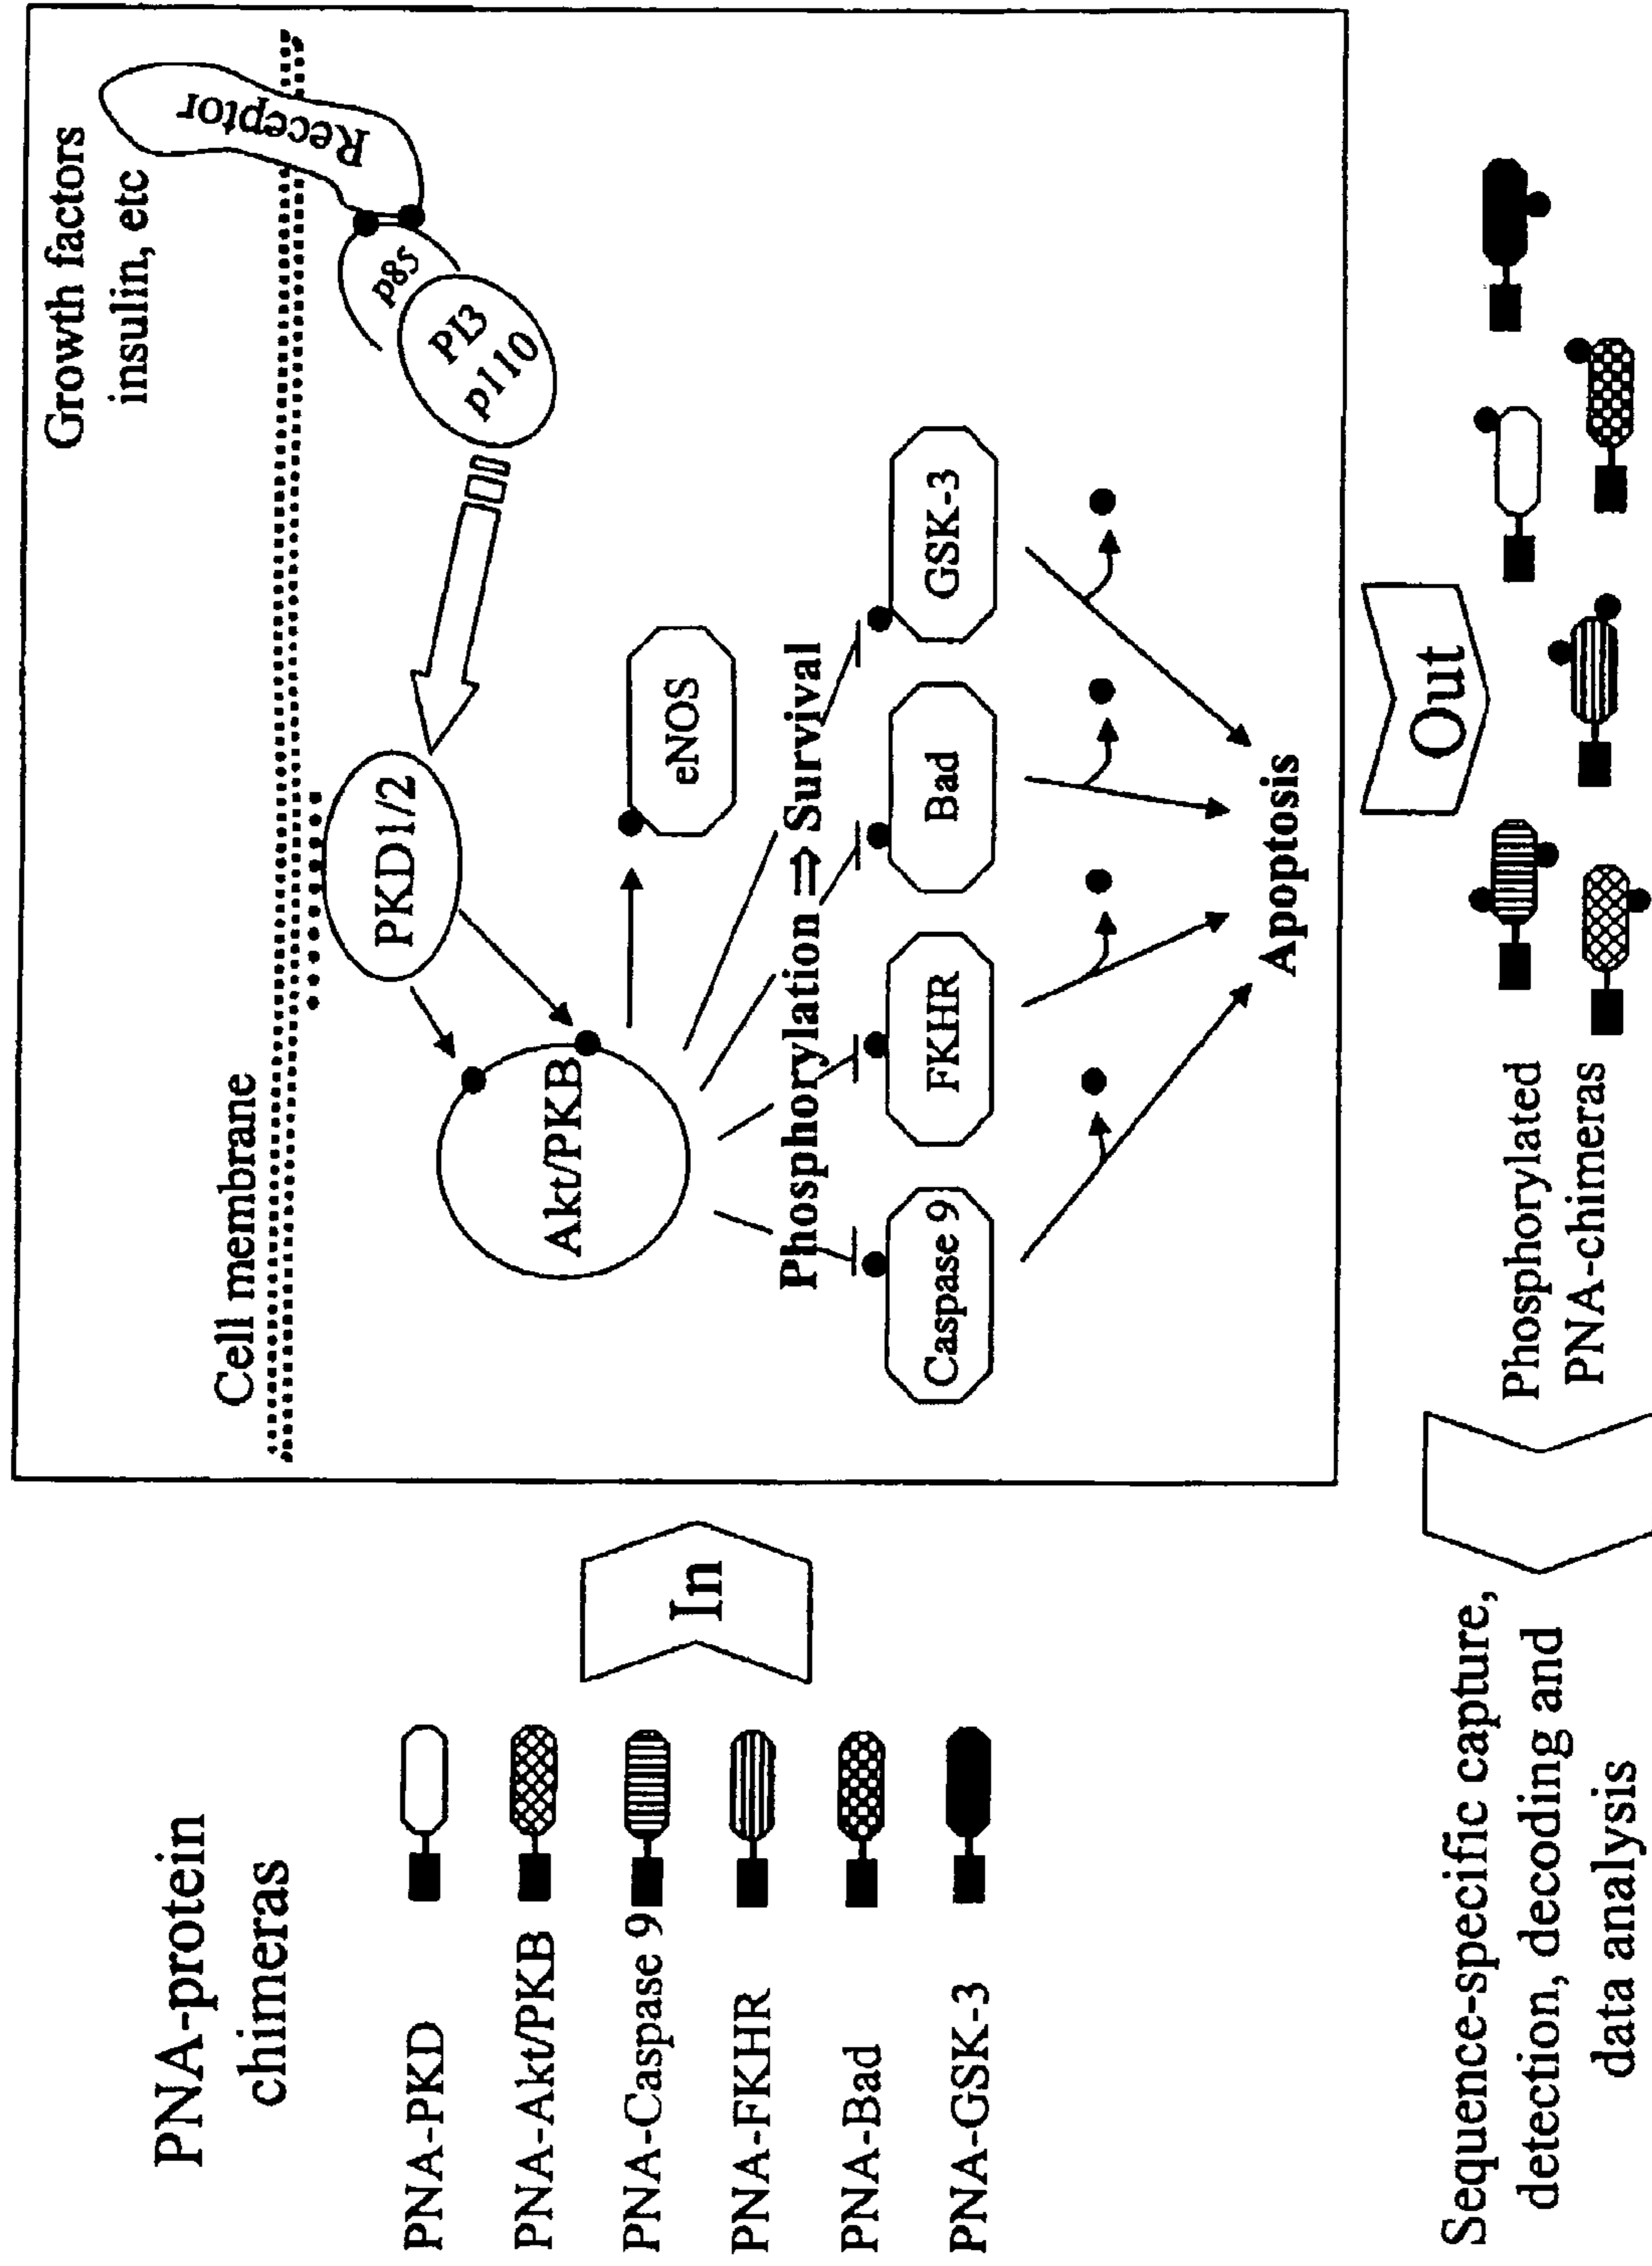 PNA-protein
chimeras
PNA-PKD
PNA-Akt/PKB
PNA-Caspase 9
PNA-FKHR
PNA-Bad
PNA-GSK-3
In
Growth factors
insulin, etc
Cell membrane
Receptor
p85
PI3
p110
PKD1/2
Akt/PKB
eNOS
Phosphorylation ⇒ Survival
Caspase 9
FKHR
Bad
GSK-3
Apoptosis
Out
Phosphorylated
PNA-chimeras
Sequence-specific capture,
detection, decoding and
data analysis